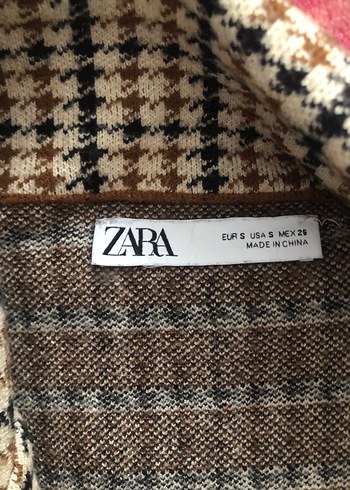 ZARA
EUR S USA S MEX 26
MADE IN CHINA